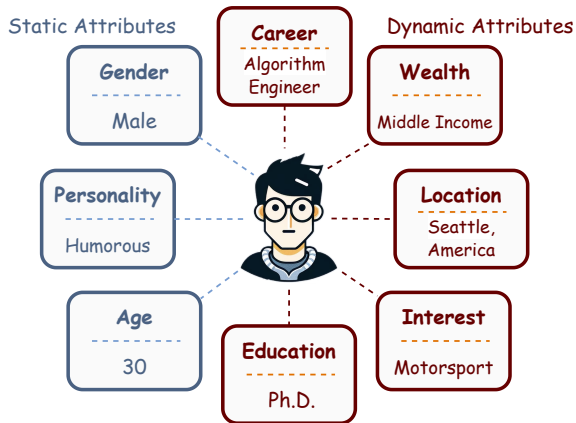 Static Attributes
Career
Dynamic Attributes
Algorithm
Engineer
Gender
Male
Wealth
Middle Income
Personality
Humorous
Location
Seattle,
America
Age
30
Education
Ph.D.
Interest
Motorsport